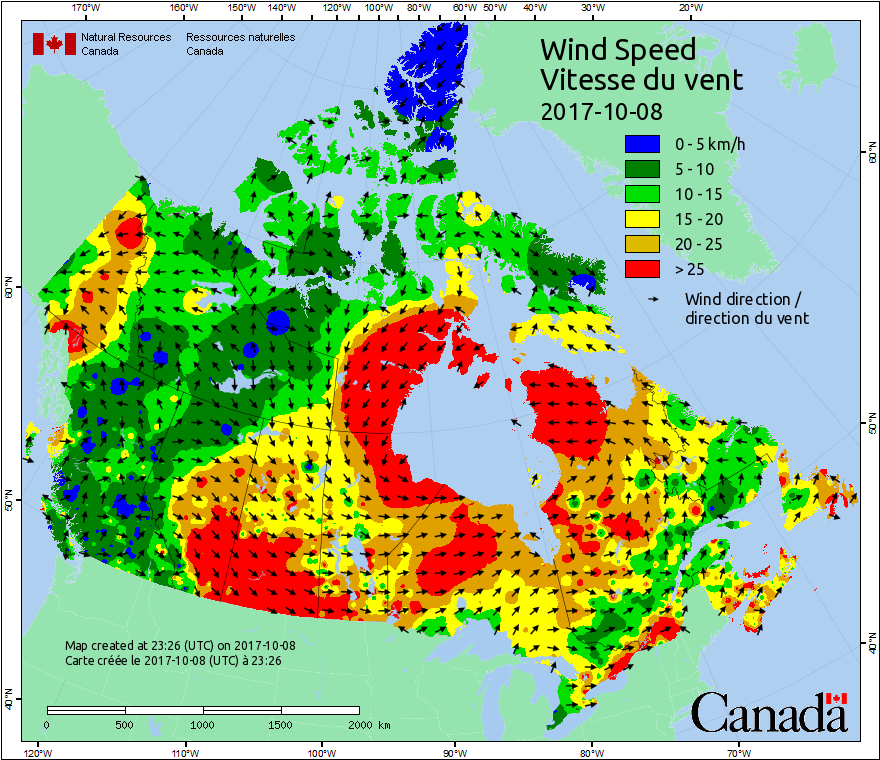 170°W 160°W 150°W 140°W 130°W 120°W 110°W 100°W 90°W 80°W 70°W 60°W 50°W 40°W 30°W 20°W
Natural Resources Canada
Ressources naturelles Canada
Wind Speed
Vitesse du vent
2017-10-08
0 - 5 km/h
5 - 10
10 - 15
15 - 20
20 - 25
> 25
Wind direction /
direction du vent
60°N
60°N
50°N
50°N
40°N
40°N
Map created at 23:26 (UTC) on 2017-10-08
Carte créée le 2017-10-08 (UTC) à 23:26
0 500 1000 1500 2000 km
Canada
120°W 110°W 100°W 90°W 80°W 70°W